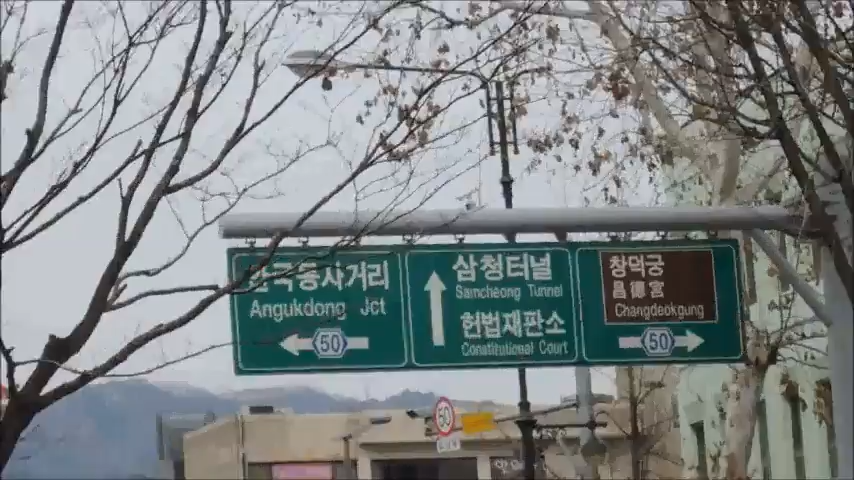 안국동사거리
Angukdong Jct
50
삼청터널
Samcheong Tunnel
헌법재판소
Constitutional Court
창덕궁
昌德宮
Changdeokgung
50
50